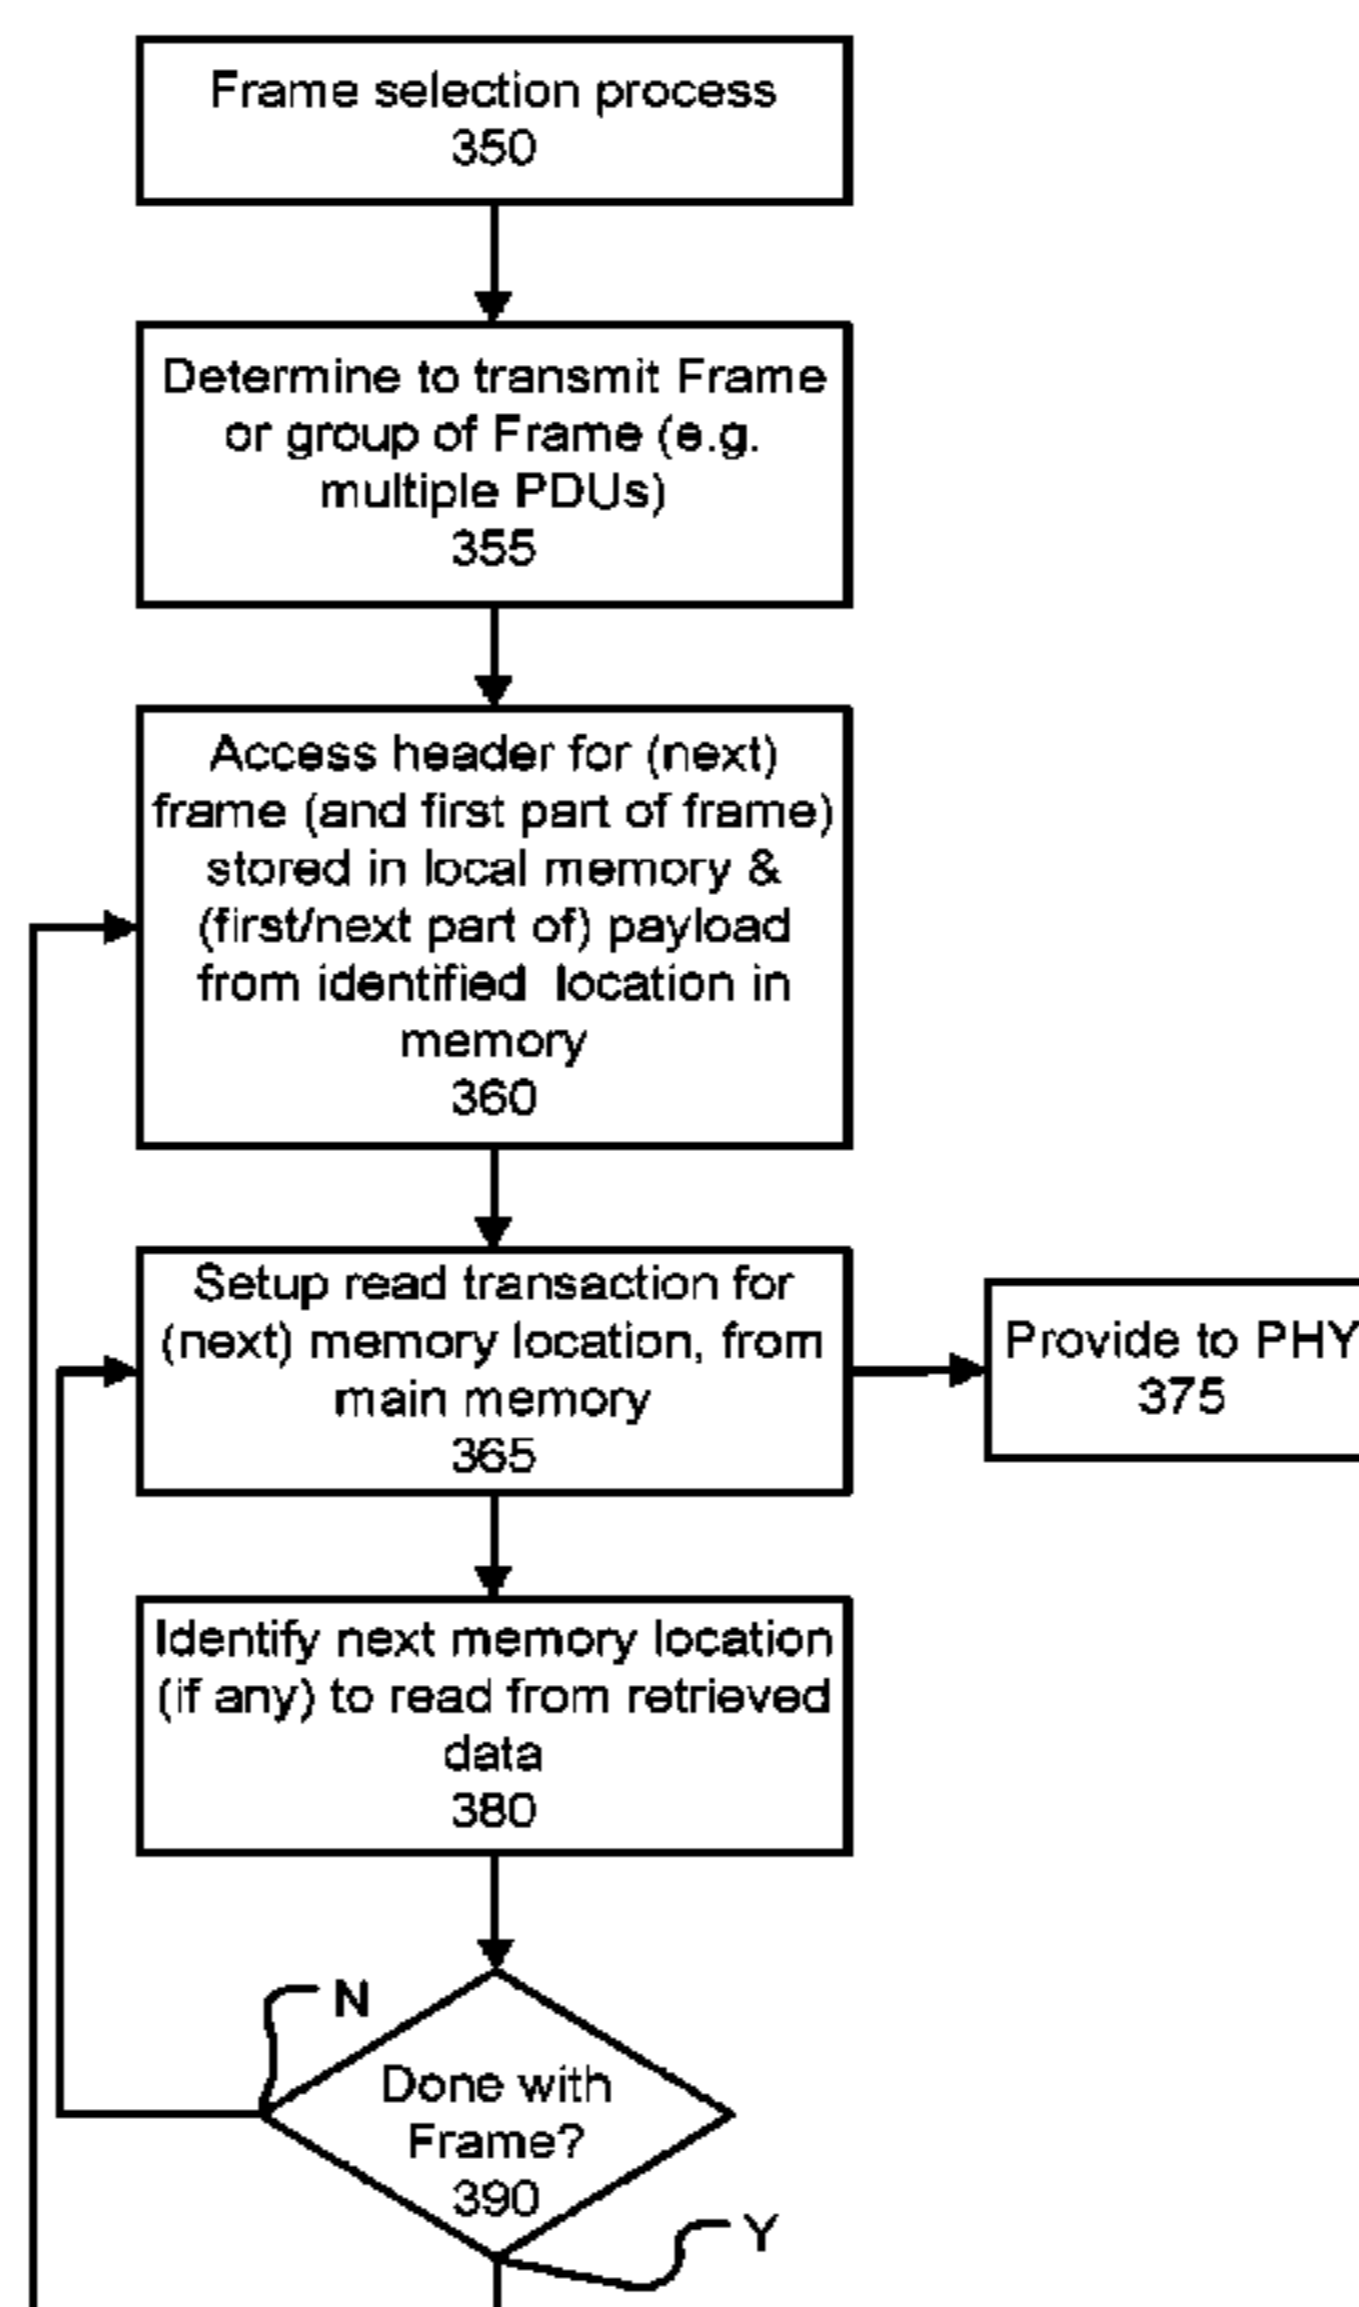 Frame selection process
350
Determine to transmit Frame
or group of Frame (e.g.
multiple PDUs)
355
Access header for (next)
frame (and first part of frame)
stored in local memory &
(first/next part of) payload
from identified location in
memory
360
Setup read transaction for
(next) memory location, from
main memory
365
Provide to PHY
375
Identify next memory location
(if any) to read from retrieved
data
380
N
Done with
Frame?
390
Y